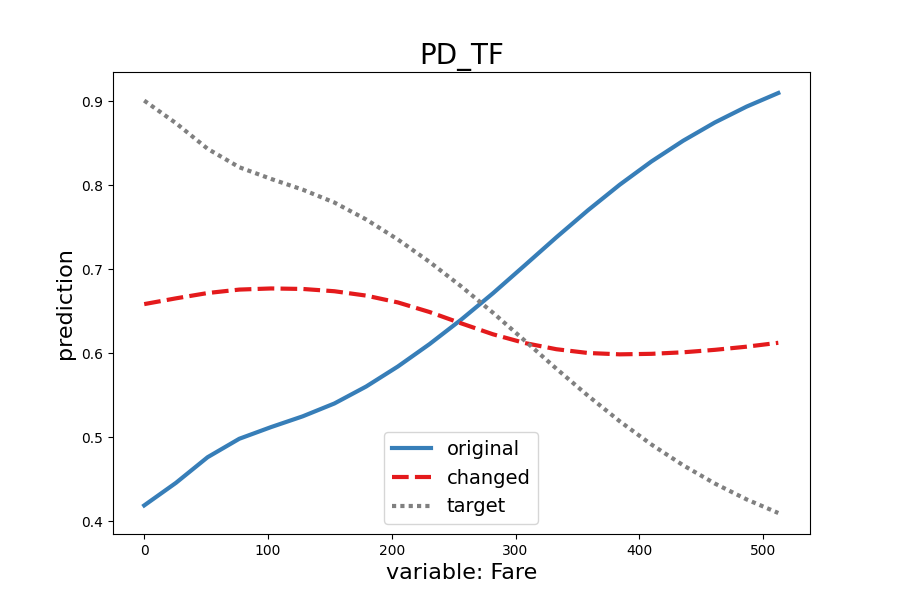 PD_TF
prediction
0.9
0.8
0.7
0.6
0.5
0.4
original
changed
target
0 100 200 300 400 500
variable: Fare